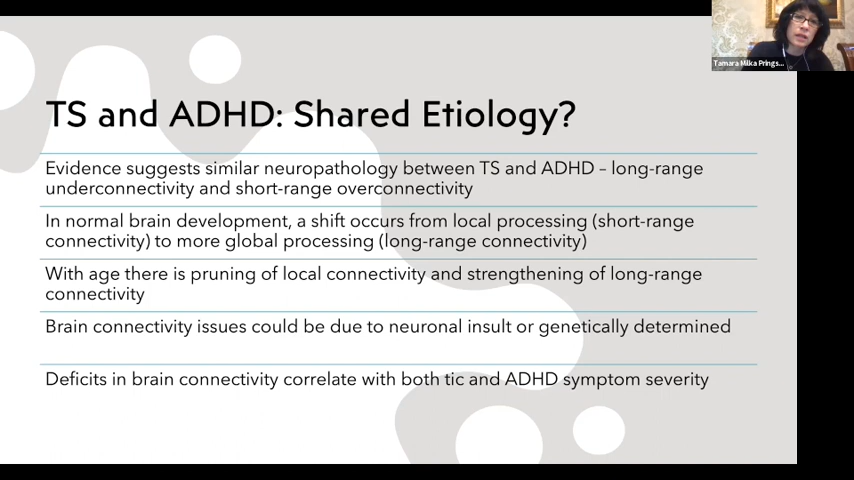 Tamara Milka Prings...
TS and ADHD: Shared Etiology?
Evidence suggests similar neuropathology between TS and ADHD – long-range
underconnectivity and short-range overconnectivity
In normal brain development, a shift occurs from local processing (short-range
connectivity) to more global processing (long-range connectivity)
With age there is pruning of local connectivity and strengthening of long-range
connectivity
Brain connectivity issues could be due to neuronal insult or genetically determined
Deficits in brain connectivity correlate with both tic and ADHD symptom severity